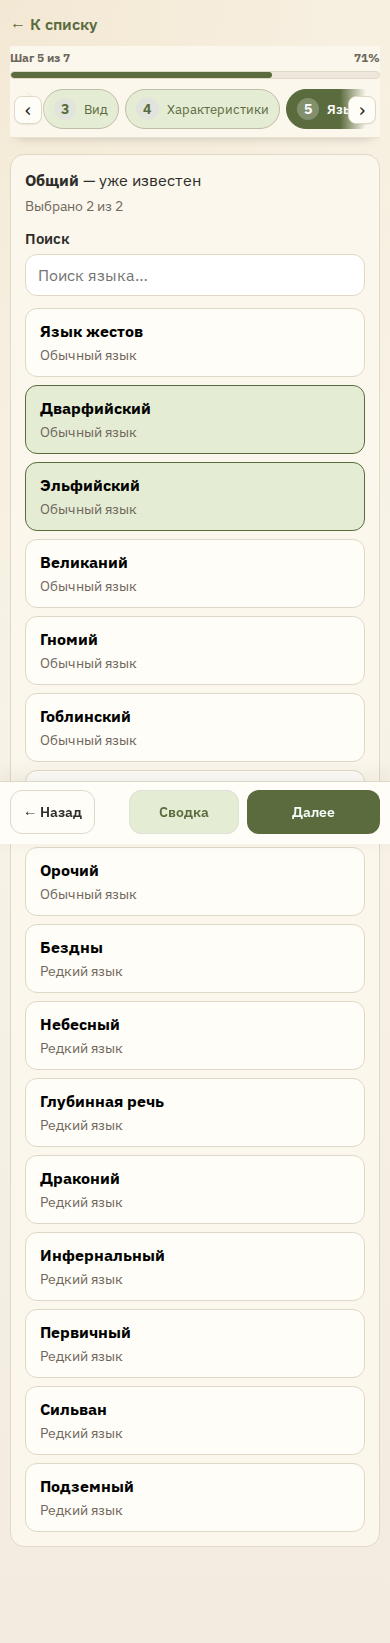 ← К списку
Шаг 5 из 7 71%
‹ 3 Вид 4 Характеристики 5 ›
Общий — уже известен
Выбрано 2 из 2
Поиск
Поиск языка...
Язык жестов
Обычный язык
Дварфийский
Обычный язык
Эльфийский
Обычный язык
Великаний
Обычный язык
Гномий
Обычный язык
Гоблинский
Обычный язык
← Назад Сводка Далее
Орочий
Обычный язык
Бездны
Редкий язык
Небесный
Редкий язык
Глубинная речь
Редкий язык
Драконий
Редкий язык
Инфернальный
Редкий язык
Первичный
Редкий язык
Сильван
Редкий язык
Подземный
Редкий язык